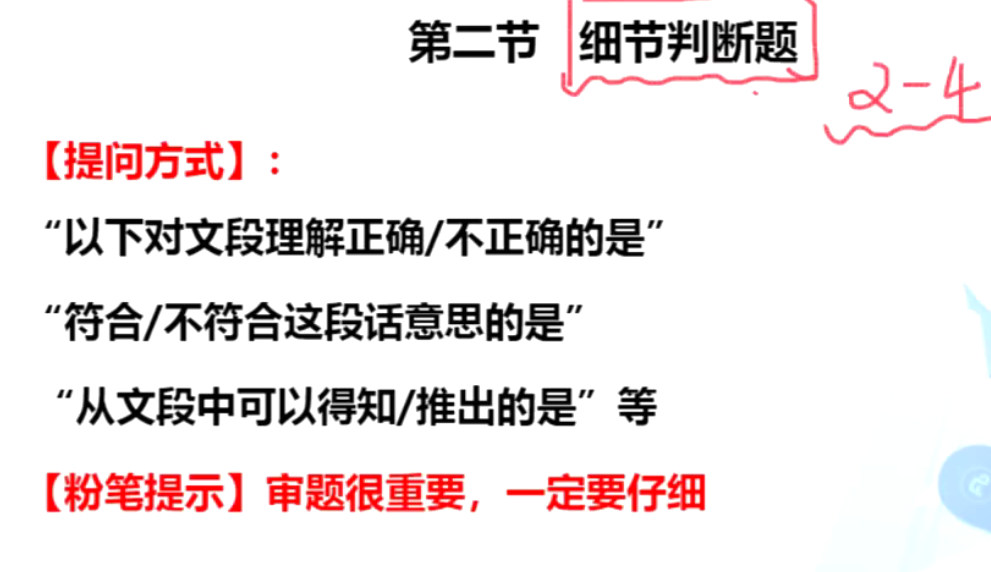 第二节 细节判断题
2-4
【提问方式】：
“以下对文段理解正确/不正确的是”
“符合/不符合这段话意思的是”
“从文段中可以得知/推出的是”等
【粉笔提示】审题很重要，一定要仔细